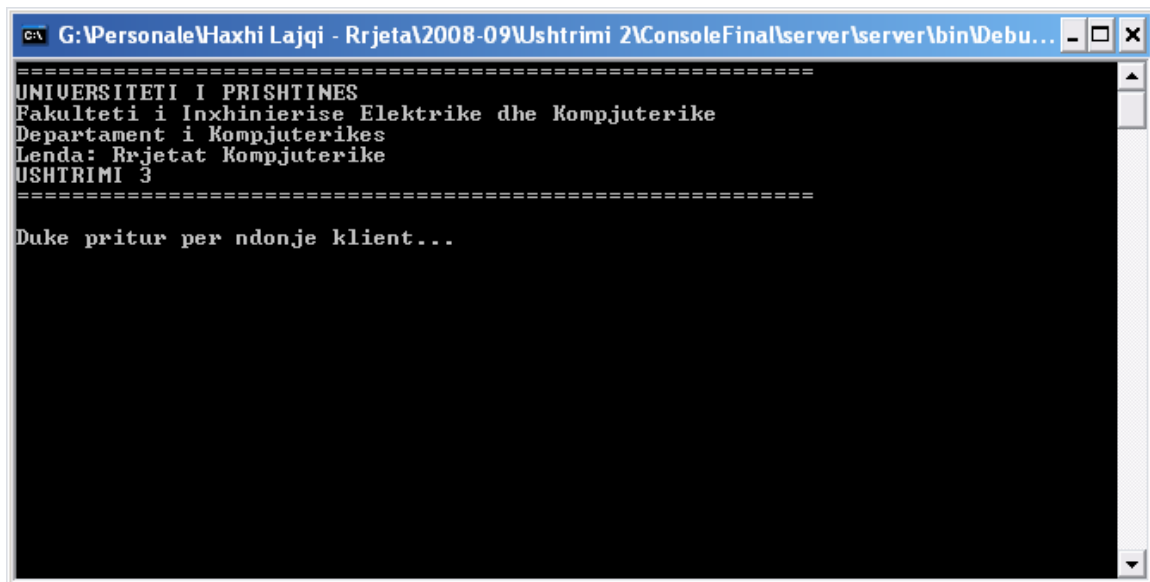 G:\Personale\Haxhi Lajqi - Rrjeta\2008-09\Ushtrimi 2\ConsoleFinal\server\server\bin\Debu...
==========================================================
UNIVERSITETI I PRISHTINES
Fakulteti i Inxhinierise Elektrike dhe Kompjuterike
Departament i Kompjuterikes
Lenda: Rrjetat Kompjuterike
USHTRIMI 3
==========================================================
Duke pritur per ndonje klient...